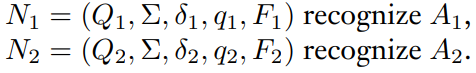 N₁ = (Q₁, Σ, δ₁, q₁, F₁) recognize A₁,
N₂ = (Q₂, Σ, δ₂, q₂, F₂) recognize A₂.